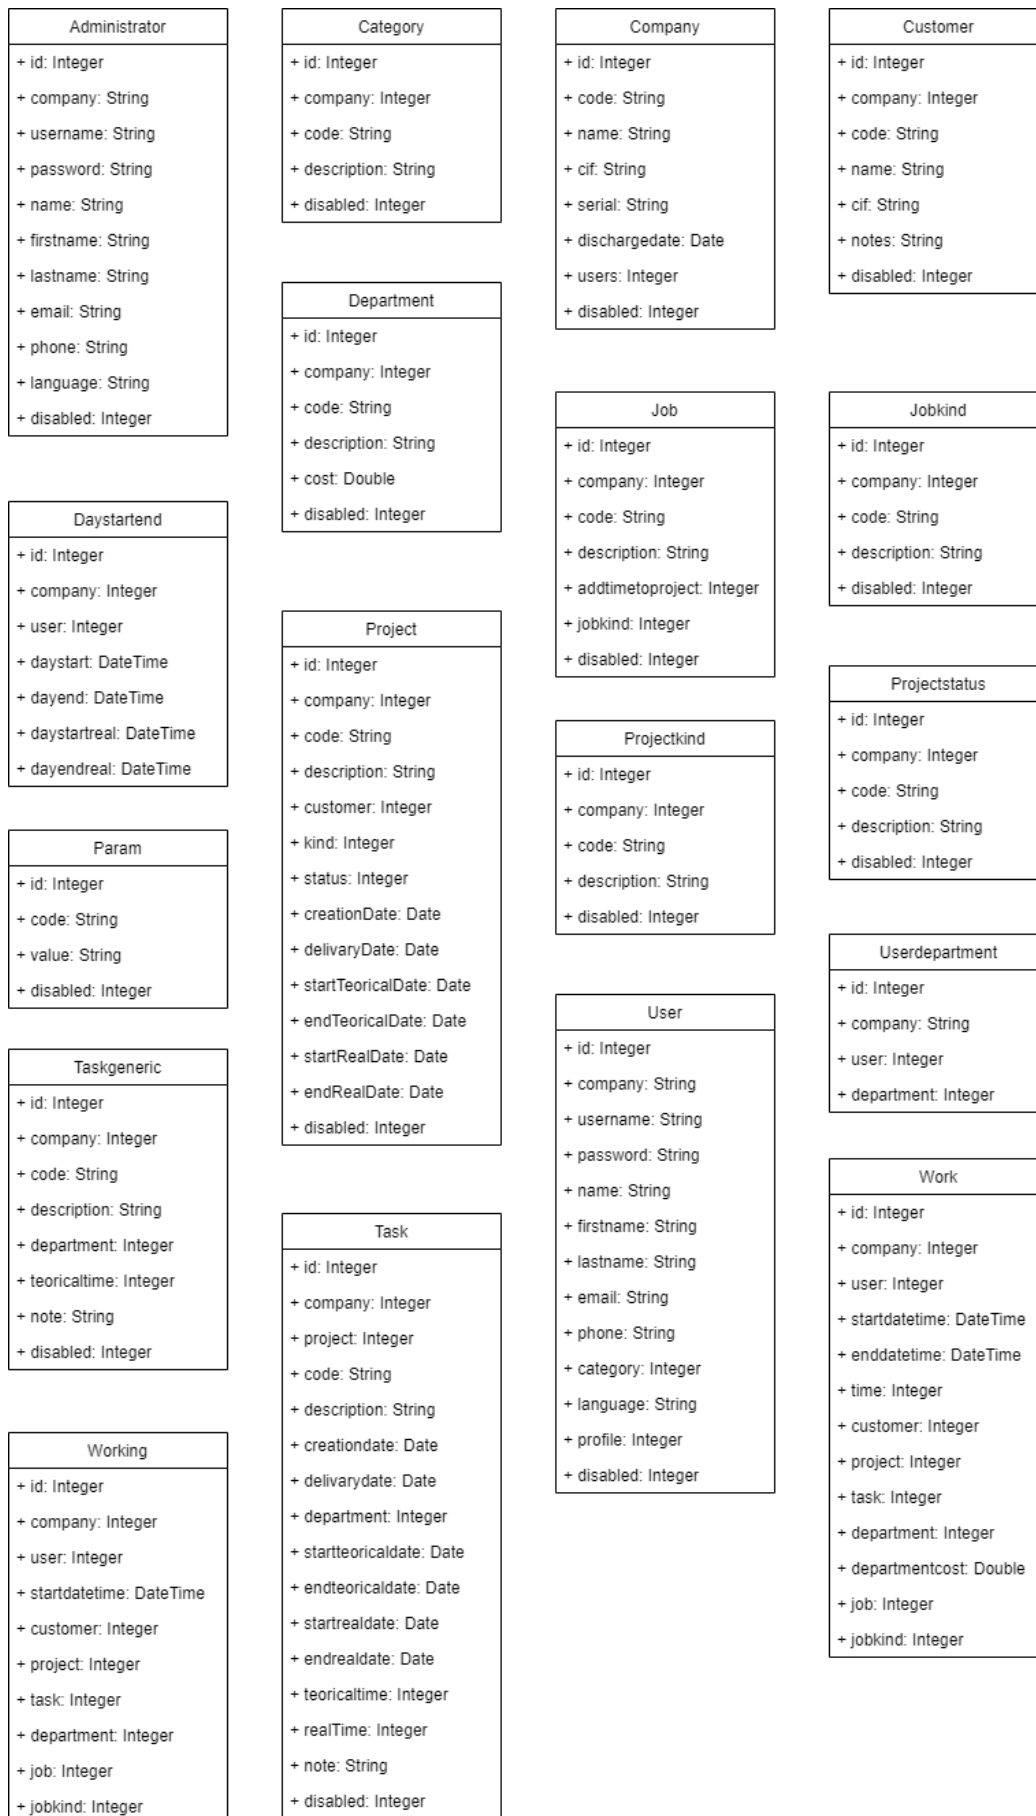 Administrator
+ id: Integer
+ company: String
+ username: String
+ password: String
+ name: String
+ firstname: String
+ lastname: String
+ email: String
+ phone: String
+ language: String
+ disabled: Integer
Category
+ id: Integer
+ company: Integer
+ code: String
+ description: String
+ disabled: Integer
Company
+ id: Integer
+ code: String
+ name: String
+ cif: String
+ serial: String
+ dischargedate: Date
+ users: Integer
+ disabled: Integer
Customer
+ id: Integer
+ company: Integer
+ code: String
+ name: String
+ cif: String
+ notes: String
+ disabled: Integer
Department
+ id: Integer
+ company: Integer
+ code: String
+ description: String
+ cost: Double
+ disabled: Integer
Job
+ id: Integer
+ company: Integer
+ code: String
+ description: String
+ addtimetoproject: Integer
+ jobkind: Integer
+ disabled: Integer
Jobkind
+ id: Integer
+ company: Integer
+ code: String
+ description: String
+ disabled: Integer
Daystartend
+ id: Integer
+ company: Integer
+ user: Integer
+ daystart: DateTime
+ dayend: DateTime
+ daystartreal: DateTime
+ dayendreal: DateTime
Project
+ id: Integer
+ company: Integer
+ code: String
+ description: String
+ customer: Integer
+ kind: Integer
+ status: Integer
+ creationDate: Date
+ delivaryDate: Date
+ startTeoricalDate: Date
+ endTeoricalDate: Date
+ startRealDate: Date
+ endRealDate: Date
+ disabled: Integer
Projectkind
+ id: Integer
+ company: Integer
+ code: String
+ description: String
+ disabled: Integer
Projectstatus
+ id: Integer
+ company: Integer
+ code: String
+ description: String
+ disabled: Integer
Param
+ id: Integer
+ code: String
+ value: String
+ disabled: Integer
Userdepartment
+ id: Integer
+ company: String
+ user: Integer
+ department: Integer
Taskgeneric
+ id: Integer
+ company: Integer
+ code: String
+ description: String
+ department: Integer
+ teoricaltime: Integer
+ note: String
+ disabled: Integer
User
+ id: Integer
+ company: String
+ username: String
+ password: String
+ name: String
+ firstname: String
+ lastname: String
+ email: String
+ phone: String
+ category: Integer
+ language: String
+ profile: Integer
+ disabled: Integer
Work
+ id: Integer
+ company: Integer
+ user: Integer
+ startdatetime: DateTime
+ enddatetime: DateTime
+ time: Integer
+ customer: Integer
+ project: Integer
+ task: Integer
+ department: Integer
+ departmentcost: Double
+ job: Integer
+ jobkind: Integer
Task
+ id: Integer
+ company: Integer
+ project: Integer
+ code: String
+ description: String
+ creationdate: Date
+ delivarydate: Date
+ department: Integer
+ startteoricaldate: Date
+ endteoricaldate: Date
+ startrealdate: Date
+ endrealdate: Date
+ teoricaltime: Integer
+ realTime: Integer
+ note: String
+ disabled: Integer
Working
+ id: Integer
+ company: Integer
+ user: Integer
+ startdatetime: DateTime
+ customer: Integer
+ project: Integer
+ task: Integer
+ department: Integer
+ job: Integer
+ jobkind: Integer